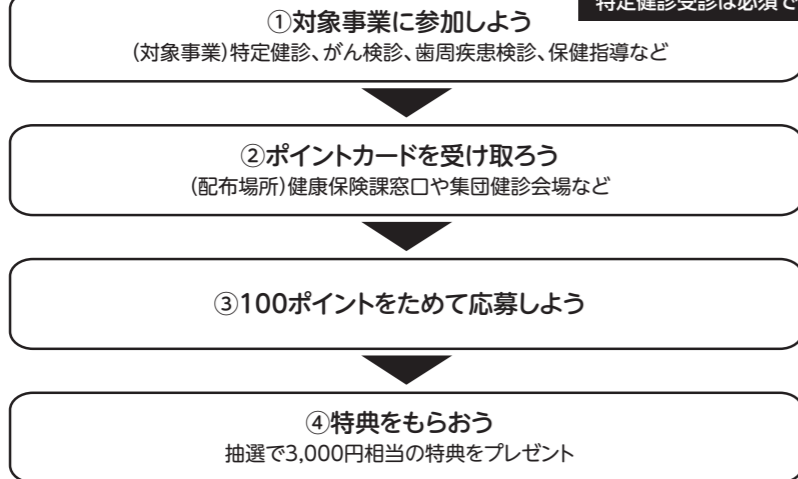 特定健診受診は必須で
①対象事業に参加しよう
(対象事業)特定健診、がん検診、歯周疾患検診、保健指導など
②ポイントカードを受け取ろう
(配布場所)健康保険課窓口や集団健診会場など
③100ポイントをためて応募しよう
④特典をもらおう
抽選で3,000円相当の特典をプレゼント